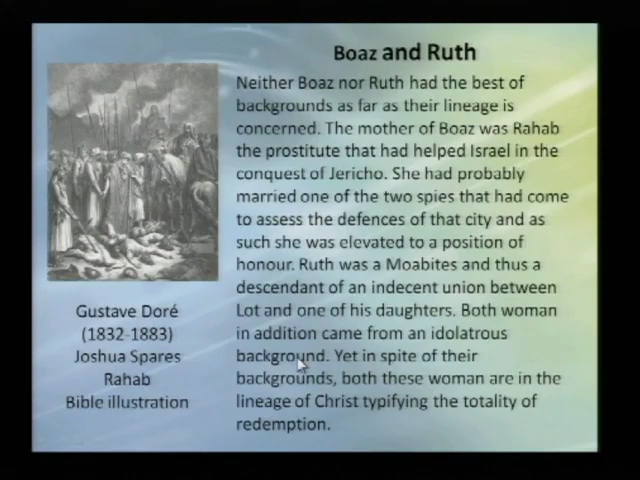 Boaz and Ruth
Neither Boaz nor Ruth had the best of
backgrounds as far as their lineage is
concerned. The mother of Boaz was Rahab
the prostitute that had helped Israel in the
conquest of Jericho. She had probably
married one of the two spies that had come
to assess the defences of that city and as
such she was elevated to a position of
honour. Ruth was a Moabites and thus a
descendant of an indecent union between
Lot and one of his daughters. Both woman
in addition came from an idolatrous
background. Yet in spite of their
backgrounds, both these woman are in the
lineage of Christ typifying the totality of
redemption.
Gustave Doré
(1832-1883)
Joshua Spares
Rahab
Bible illustration